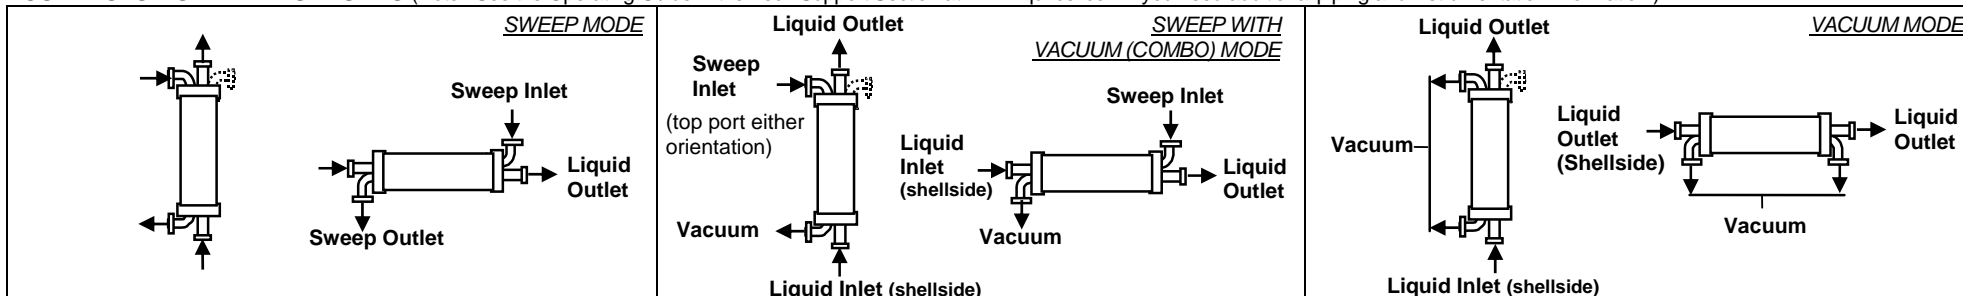 SWEEP MODE
Sweep Inlet
Liquid
Outlet
Sweep Outlet
Liquid Outlet
SWEEP WITH
VACUUM (COMBO) MODE
Sweep
Inlet
(top port either
orientation)
Vacuum
Liquid Inlet (shellside)
Sweep Inlet
Liquid
Inlet
(shellside)
Liquid
Outlet
Vacuum
Liquid Outlet
VACUUM MODE
Vacuum
Liquid Inlet (shellside)
Liquid
Outlet
(Shellside)
Liquid
Outlet
Vacuum